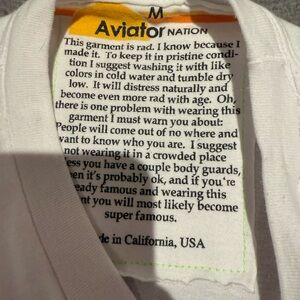 M
Aviator NATION
This garment is rad. I know because I
made it. To keep it in pristine condi-
tion I suggest washing it with like
colors in cold water and tumble dry
low. It will distress naturally and
become even more rad with age. Oh,
there is one problem with wearing this
garment I must warn you about:
People will come out of no where and
want to know who you are. I suggest
not wearing it in a crowded place
less you have a couple body guards,
en it's probably ok, and if you're
eady famous and wearing this
nt you will most likely become
super famous.
de in California, USA